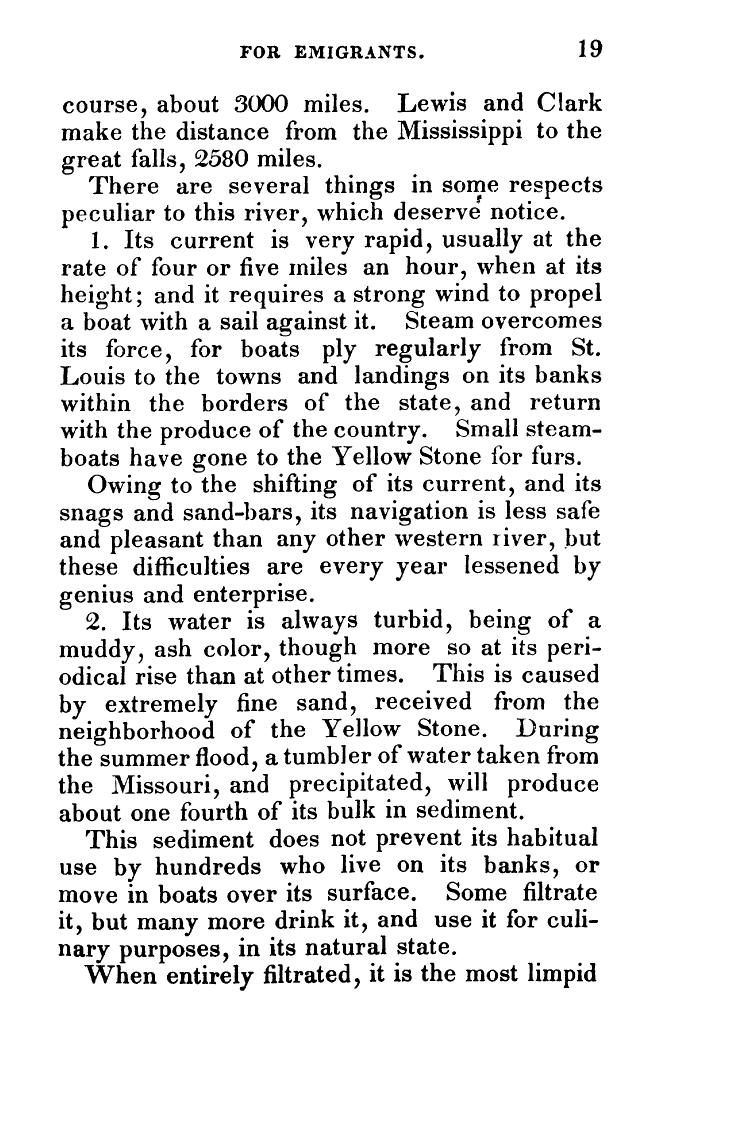 FOR EMIGRANTS. 19
course, about 3000 miles. Lewis and Clark
make the distance from the Mississippi to the
great falls, 2580 miles.
There are several things in some respects
peculiar to this river, which deserve notice.
1. Its current is very rapid, usually at the
rate of four or five miles an hour, when at its
height; and it requires a strong wind to propel
a boat with a sail against it. Steam overcomes
its force, for boats ply regularly from St.
Louis to the towns and landings on its banks
within the borders of the state, and return
with the produce of the country. Small steam-
boats have gone to the Yellow Stone for furs.
Owing to the shifting of its current, and its
snags and sand-bars, its navigation is less safe
and pleasant than any other western river, but
these difficulties are every year lessened by
genius and enterprise.
2. Its water is always turbid, being of a
muddy, ash color, though more so at its peri-
odical rise than at other times. This is caused
by extremely fine sand, received from the
neighborhood of the Yellow Stone. During
the summer flood, a tumbler of water taken from
the Missouri, and precipitated, will produce
about one fourth of its bulk in sediment.
This sediment does not prevent its habitual
use by hundreds who live on its banks, or
move in boats over its surface. Some filtrate
it, but many more drink it, and use it for culi-
nary purposes, in its natural state.
When entirely filtrated, it is the most limpid